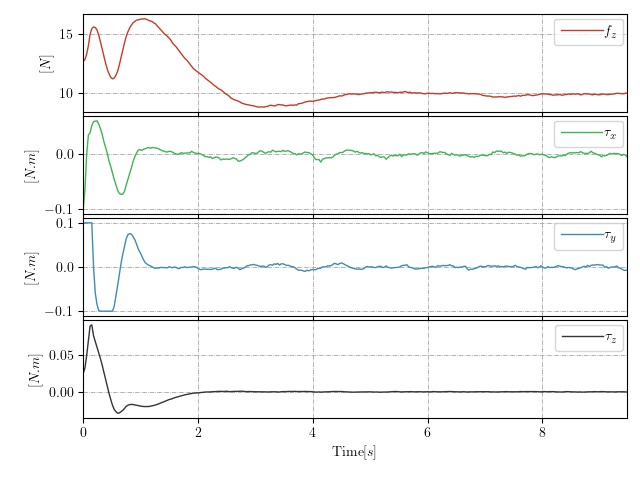 15
10
[N]
f_z
0.0
−0.1
[N.m]
τ_x
0.1
0.0
−0.1
[N.m]
τ_y
0.05
0.00
[N.m]
τ_z
0 2 4 6 8
Time[s]